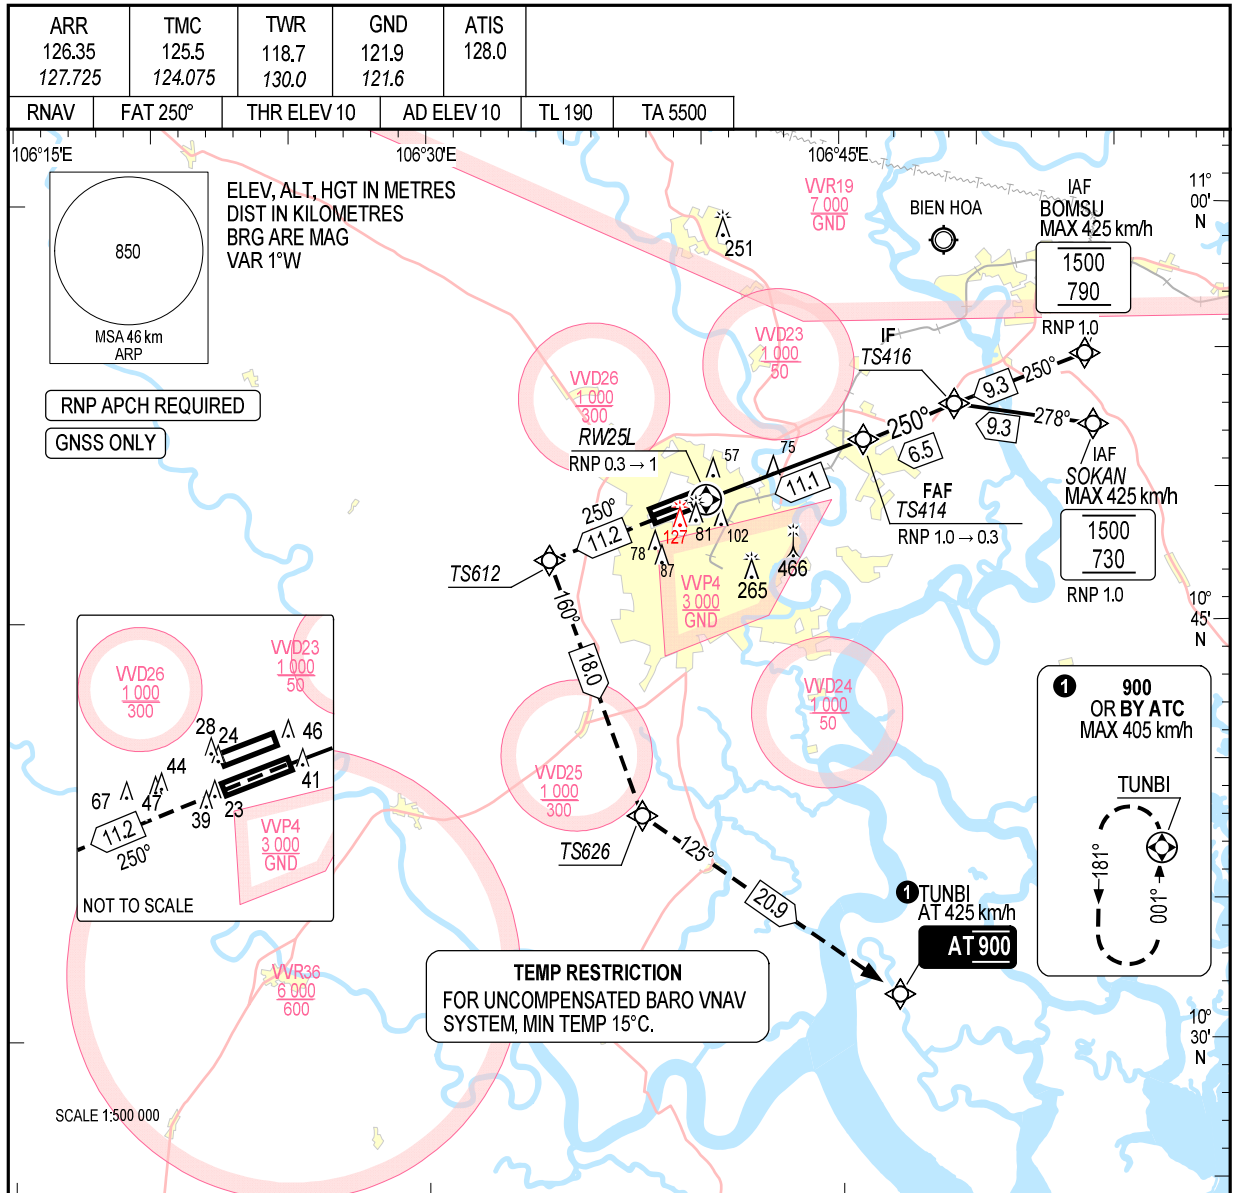 ARR
126.35
127.725
TMC
125.5
124.075
TWR
118.7
130.0
GND
121.9
121.6
ATIS
128.0
RNAV
FAT 250°
THR ELEV 10
AD ELEV 10
TL 190
TA 5500
106°15'E
106°30'E
106°45'E
11°
00'
N
850
MSA 46 km
ARP
ELEV, ALT, HGT IN METRES
DIST IN KILOMETRES
BRG ARE MAG
VAR 1°W
RNP APCH REQUIRED
GNSS ONLY
251
VVR19
7 000
GND
BIEN HOA
IAF
BOMSU
MAX 425 km/h
1500
790
RNP 1.0
VVD23
1 000
50
IF
TS416
250°
9.3
VVD26
1 000
300
RW25L
RNP 0.3 → 1
57
75
250°
6.5
9.3
278°
IAF
SOKAN
MAX 425 km/h
1500
730
RNP 1.0
11.1
FAF
TS414
RNP 1.0 → 0.3
250°
11.2
127
81
102
78
87
265
466
TS612
VVP4
3 000
GND
160°
18.0
10°
45'
N
VVD26
1 000
300
VVD23
1 000
50
28
24
46
44
67
47
39
23
41
11.2
250°
VVP4
3 000
GND
NOT TO SCALE
VVD24
1 000
50
VVD25
1 000
300
TS626
125°
20.9
1
900
OR BY ATC
MAX 405 km/h
TUNBI
181°
001°
1
TUNBI
AT 425 km/h
AT 900
VVR36
6 000
600
TEMP RESTRICTION
FOR UNCOMPENSATED BARO VNAV
SYSTEM, MIN TEMP 15°C.
10°
30'
N
SCALE 1:500 000